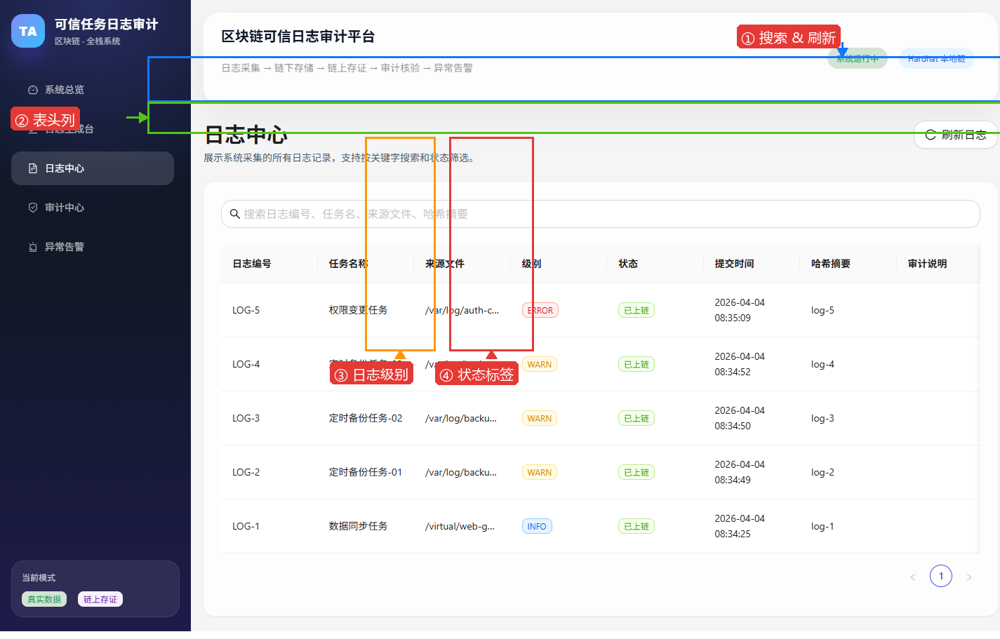 TA
可信任务日志审计
区块链 · 全栈系统
系统总览
② 表头列
日志生成台
日志中心
审计中心
异常告警
当前模式
真实数据
链上存证
区块链可信日志审计平台
① 搜索 & 刷新
日志采集 → 链下存储 → 链上存证 → 审计核验 → 异常告警
系统运行中
Hardhat 本地链
日志中心
刷新日志
展示系统采集的所有日志记录，支持按关键字搜索和状态筛选。
搜索日志编号、任务名、来源文件、哈希摘要
日志编号 任务名称 来源文件 级别 状态 提交时间 哈希摘要 审计说明
LOG-5 权限变更任务 /var/log/auth-c... ERROR 已上链 2026-04-04 08:35:09 log-5
LOG-4 WARN 已上链 2026-04-04 08:34:52 log-4
③ 日志级别
④ 状态标签
LOG-3 定时备份任务-02 /var/log/backu... WARN 已上链 2026-04-04 08:34:50 log-3
LOG-2 定时备份任务-01 /var/log/backu... WARN 已上链 2026-04-04 08:34:49 log-2
LOG-1 数据同步任务 /virtual/web-g... INFO 已上链 2026-04-04 08:34:25 log-1
1